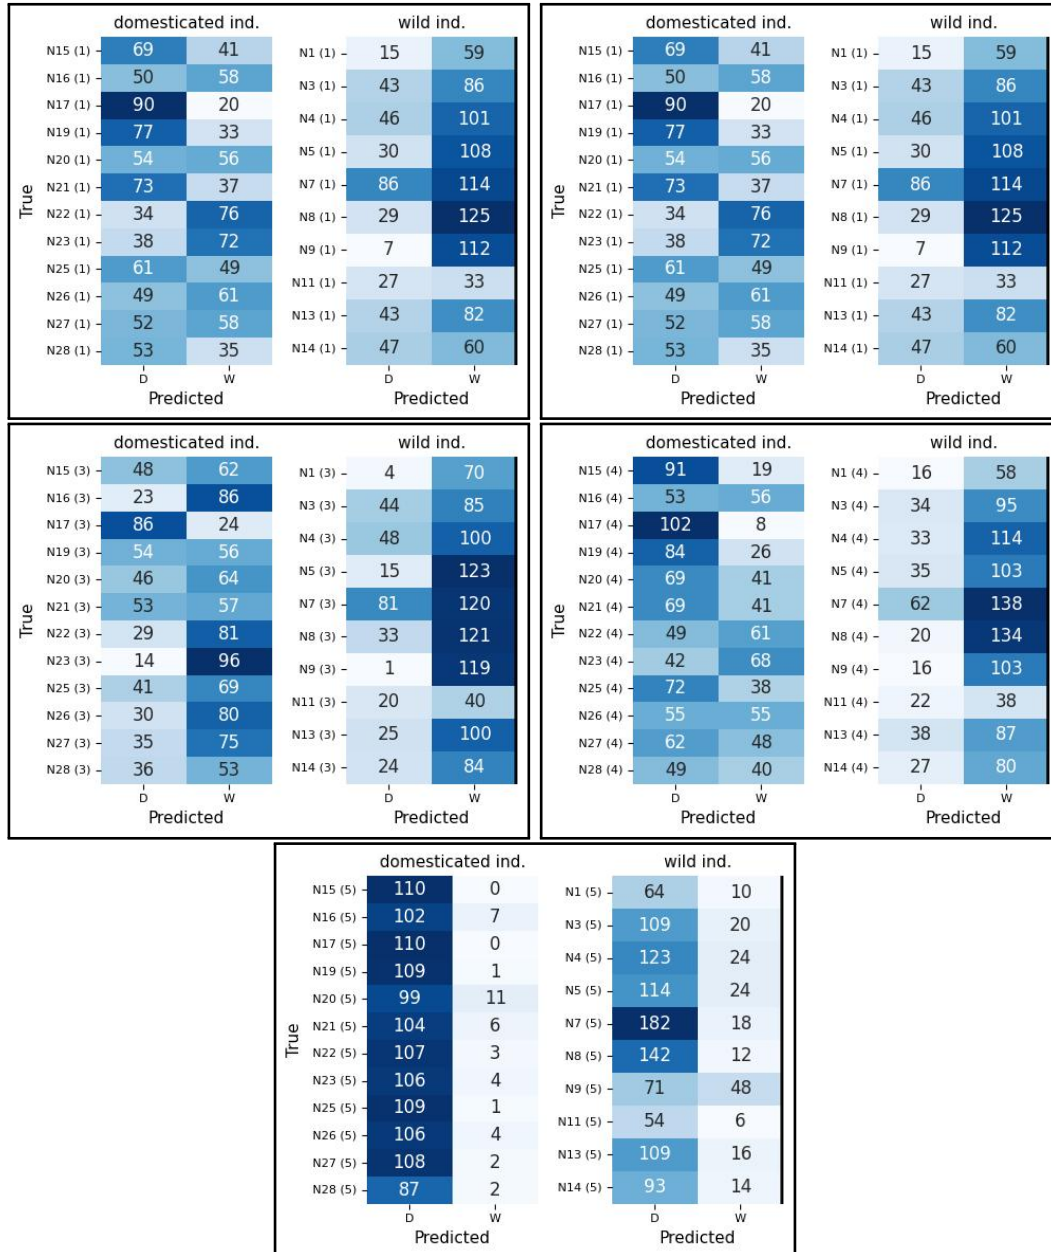 domesticated ind. wild ind.
N15 (1) 69 41 N1 (1) 15 59
N16 (1) 50 58 N3 (1) 43 86
N17 (1) 90 20 N4 (1) 46 101
N19 (1) 77 33 N5 (1) 30 108
N20 (1) 54 56 N7 (1) 86 114
N21 (1) 73 37 N8 (1) 29 125
N22 (1) 34 76 N9 (1) 7 112
N23 (1) 38 72 N11 (1) 27 33
N25 (1) 61 49 N13 (1) 43 82
N26 (1) 49 61 N14 (1) 47 60
N27 (1) 52 58
N28 (1) 53 35
True
D W D W
Predicted Predicted
domesticated ind. wild ind.
N15 (1) 69 41 N1 (1) 15 59
N16 (1) 50 58 N3 (1) 43 86
N17 (1) 90 20 N4 (1) 46 101
N19 (1) 77 33 N5 (1) 30 108
N20 (1) 54 56 N7 (1) 86 114
N21 (1) 73 37 N8 (1) 29 125
N22 (1) 34 76 N9 (1) 7 112
N23 (1) 38 72 N11 (1) 27 33
N25 (1) 61 49 N13 (1) 43 82
N26 (1) 49 61 N14 (1) 47 60
N27 (1) 52 58
N28 (1) 53 35
True
D W D W
Predicted Predicted
domesticated ind. wild ind.
N15 (3) 48 62 N1 (3) 4 70
N16 (3) 23 86 N3 (3) 44 85
N17 (3) 86 24 N4 (3) 48 100
N19 (3) 54 56 N5 (3) 15 123
N20 (3) 46 64 N7 (3) 81 120
N21 (3) 53 57 N8 (3) 33 121
N22 (3) 29 81 N9 (3) 1 119
N23 (3) 14 96 N11 (3) 20 40
N25 (3) 41 69 N13 (3) 25 100
N26 (3) 30 80 N14 (3) 24 84
N27 (3) 35 75
N28 (3) 36 53
True
D W D W
Predicted Predicted
domesticated ind. wild ind.
N15 (4) 91 19 N1 (4) 16 58
N16 (4) 53 56 N3 (4) 34 95
N17 (4) 102 8 N4 (4) 33 114
N19 (4) 84 26 N5 (4) 35 103
N20 (4) 69 41 N7 (4) 62 138
N21 (4) 69 41 N8 (4) 20 134
N22 (4) 49 61 N9 (4) 16 103
N23 (4) 42 68 N11 (4) 22 38
N25 (4) 72 38 N13 (4) 38 87
N26 (4) 55 55 N14 (4) 27 80
N27 (4) 62 48
N28 (4) 49 40
True
D W D W
Predicted Predicted
domesticated ind. wild ind.
N15 (5) 110 0 N1 (5) 64 10
N16 (5) 102 7 N3 (5) 109 20
N17 (5) 110 0 N4 (5) 123 24
N19 (5) 109 1 N5 (5) 114 24
N20 (5) 99 11 N7 (5) 182 18
N21 (5) 104 6 N8 (5) 142 12
N22 (5) 107 3 N9 (5) 71 48
N23 (5) 106 4 N11 (5) 54 6
N25 (5) 109 1 N13 (5) 109 16
N26 (5) 106 4 N14 (5) 93 14
N27 (5) 108 2
N28 (5) 87 2
True
D W D W
Predicted Predicted